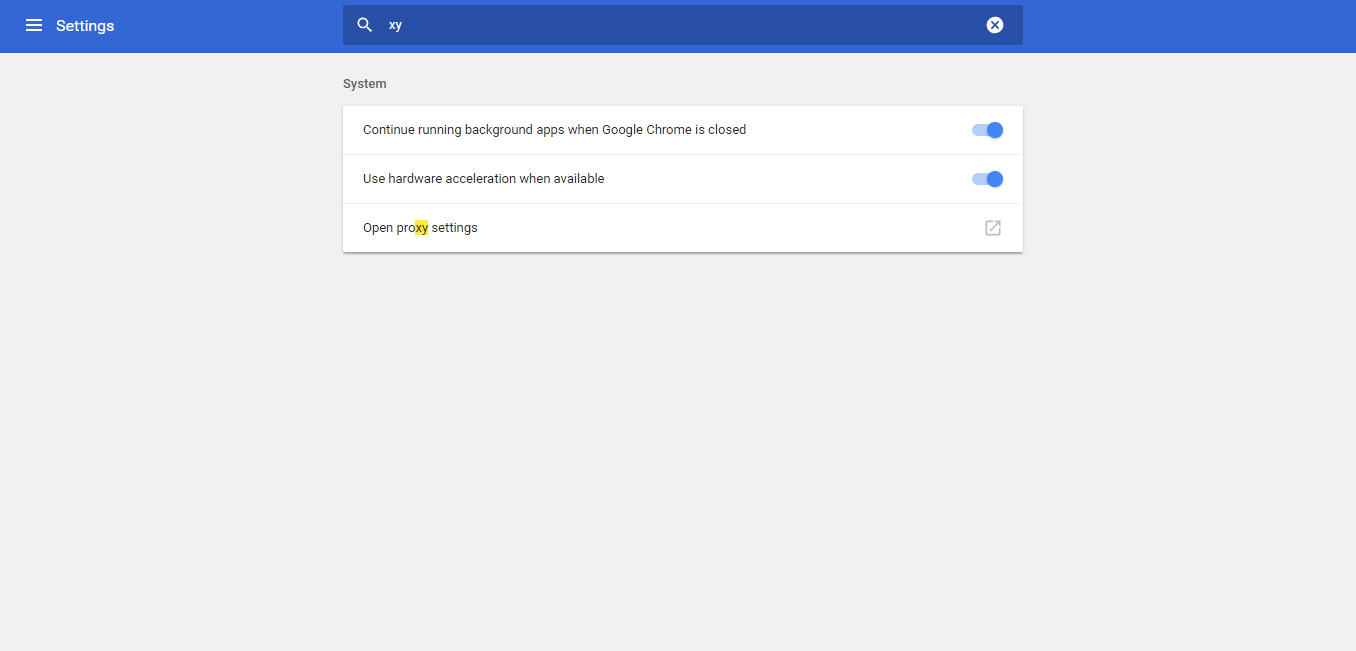 Settings
xy
System
Continue running background apps when Google Chrome is closed
Use hardware acceleration when available
Open proxy settings